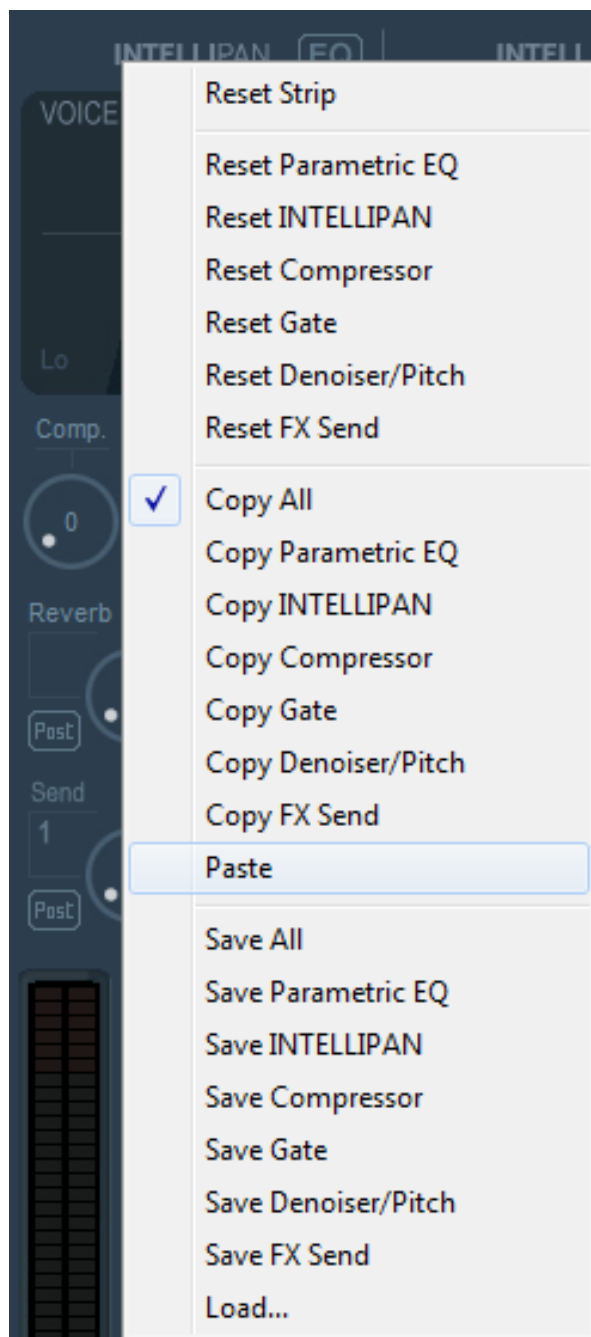 INTELLIPAN EQ INTELL
VOICE
Lo
Comp.
0
Reverb
Post
Send
1
Post
Reset Strip
Reset Parametric EQ
Reset INTELLIPAN
Reset Compressor
Reset Gate
Reset Denoiser/Pitch
Reset FX Send
Copy All
Copy Parametric EQ
Copy INTELLIPAN
Copy Compressor
Copy Gate
Copy Denoiser/Pitch
Copy FX Send
Paste
Save All
Save Parametric EQ
Save INTELLIPAN
Save Compressor
Save Gate
Save Denoiser/Pitch
Save FX Send
Load...